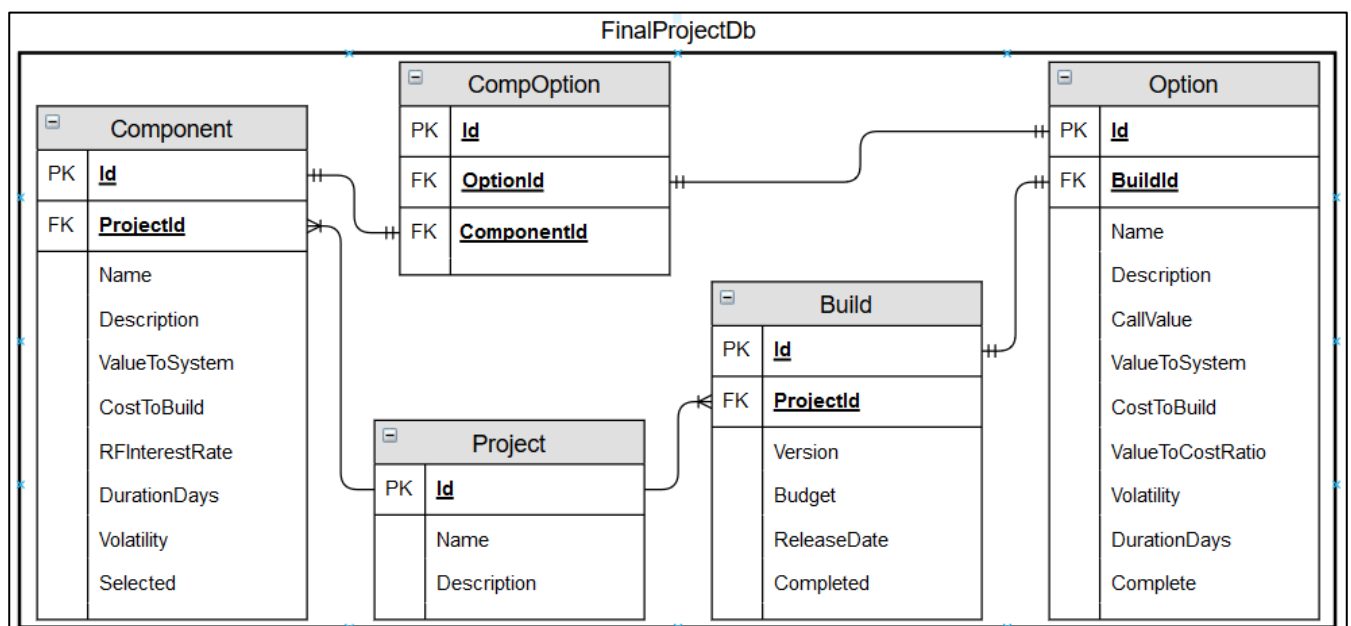 FinalProjectDb
Component
PK Id
FK ProjectId
Name
Description
ValueToSystem
CostToBuild
RFInterestRate
DurationDays
Volatility
Selected
CompOption
PK Id
FK OptionId
FK ComponentId
Project
PK Id
Name
Description
Build
PK Id
FK ProjectId
Version
Budget
ReleaseDate
Completed
Option
PK Id
FK BuildId
Name
Description
CallValue
ValueToSystem
CostToBuild
ValueToCostRatio
Volatility
DurationDays
Complete